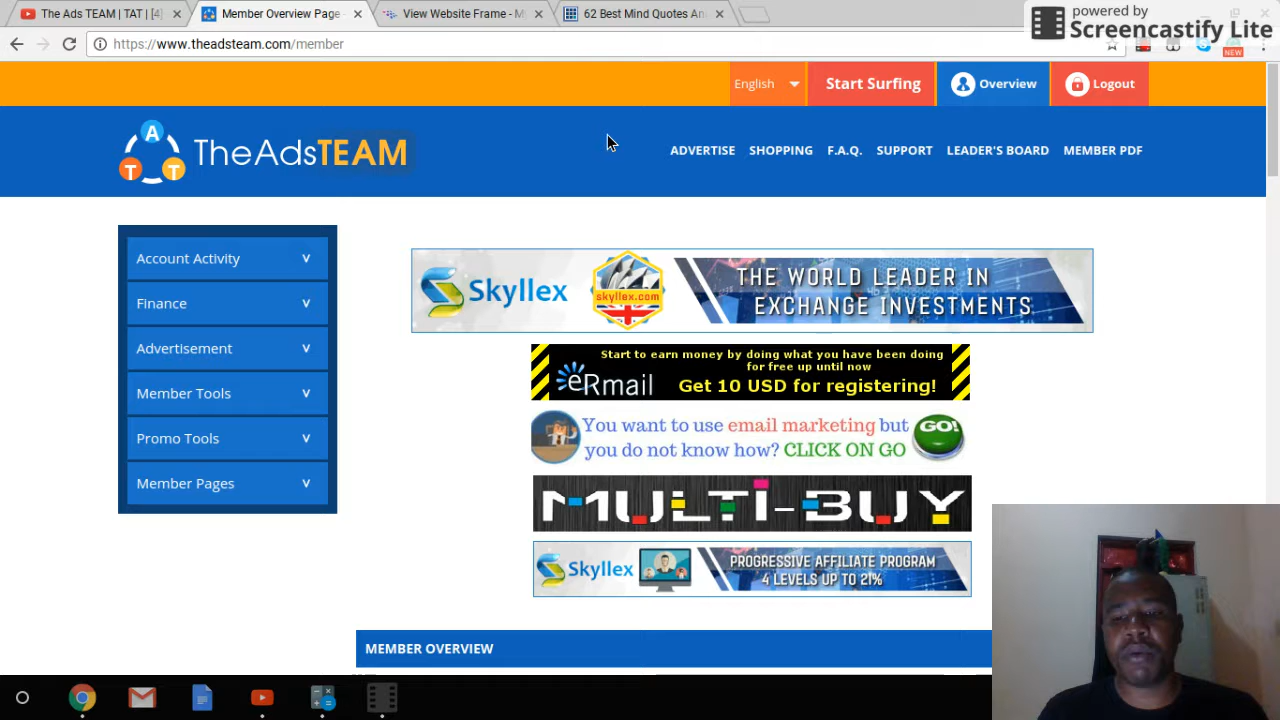 The Ads TEAM | TAT | [4]
Member Overview Page -
View Website Frame - M
62 Best Mind Quotes An
powered by
Screencastify Lite
https://www.theadsteam.com/member
NEW
English
Start Surfing
Overview
Logout
A
T T
TheAdsTEAM
ADVERTISE
SHOPPING
F.A.Q.
SUPPORT
LEADER'S BOARD
MEMBER PDF
Account Activity
Finance
Advertisement
Member Tools
Promo Tools
Member Pages
Skyllex
skyllex.com
THE WORLD LEADER IN
EXCHANGE INVESTMENTS
Start to earn money by doing what you have been doing
for free up until now
eRmail
Get 10 USD for registering!
You want to use email marketing but
you do not know how? CLICK ON GO
GO!
MULTI-BUY
Skyllex
PROGRESSIVE AFFILIATE PROGRAM
4 LEVELS UP TO 21%
MEMBER OVERVIEW